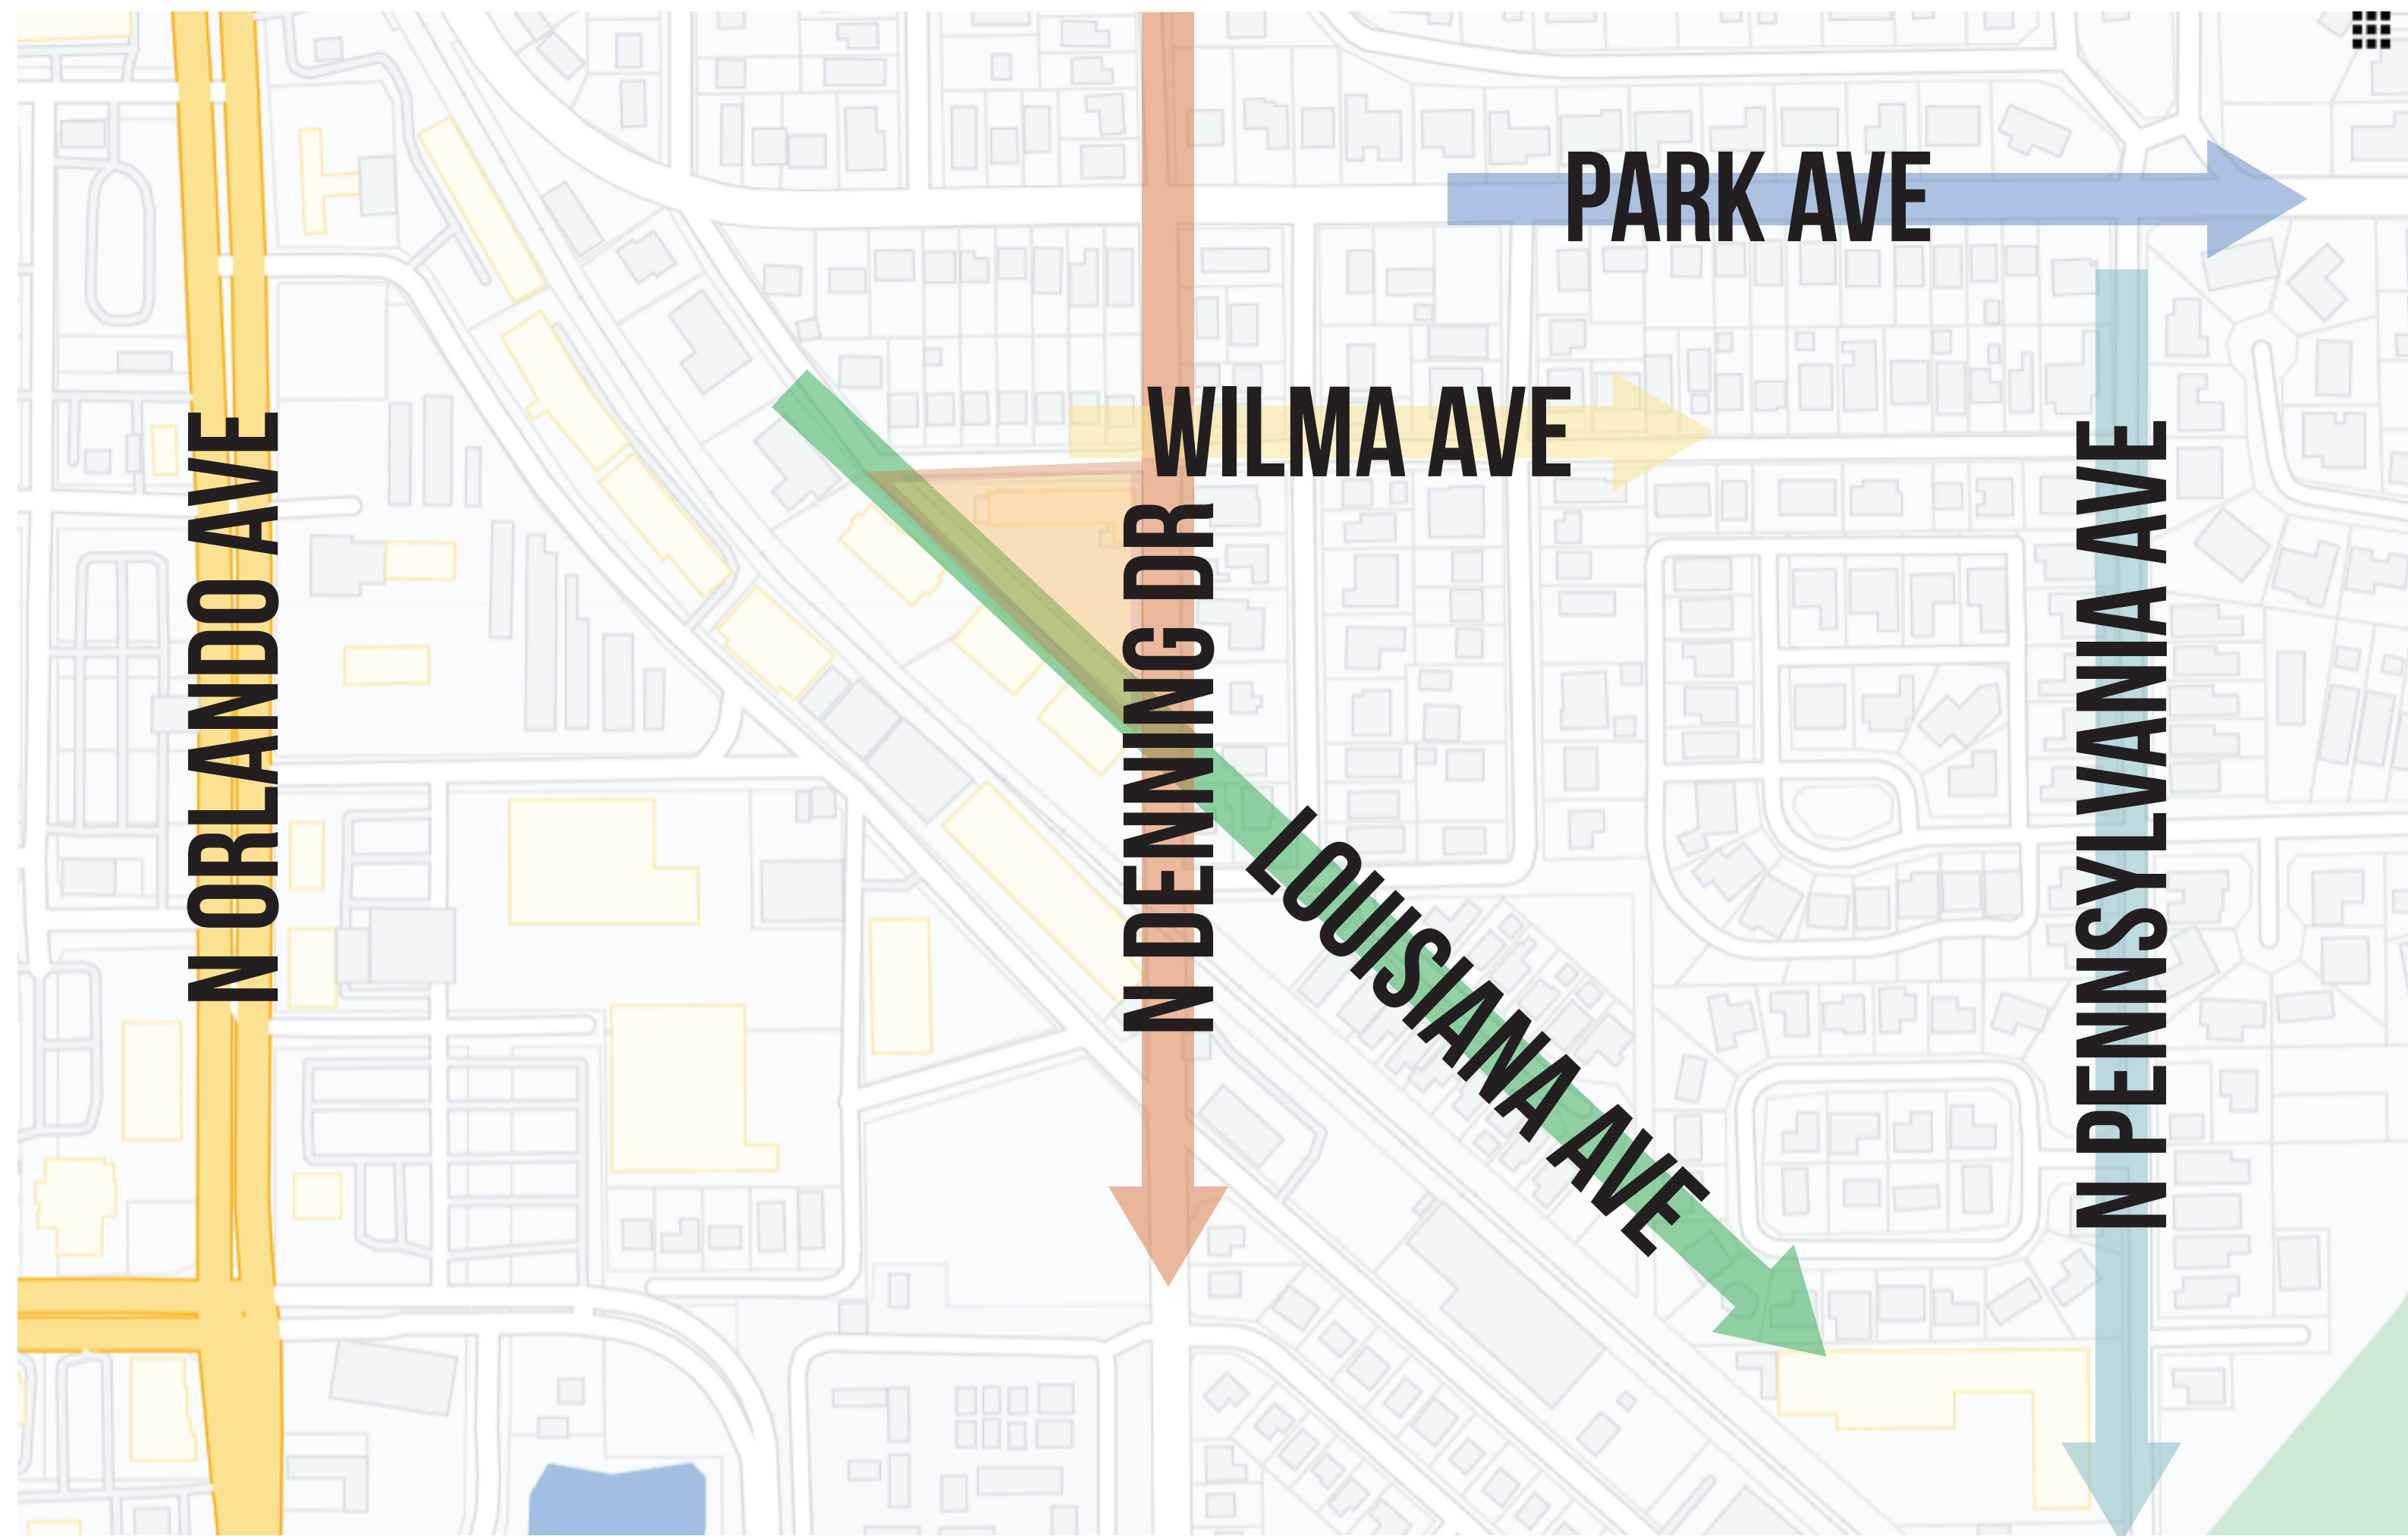 PARK AVE
WILMA AVE
N ORLANDO AVE
N DENNING DR
LOUISIANA AVE
N PENNSYLVANIA AVE